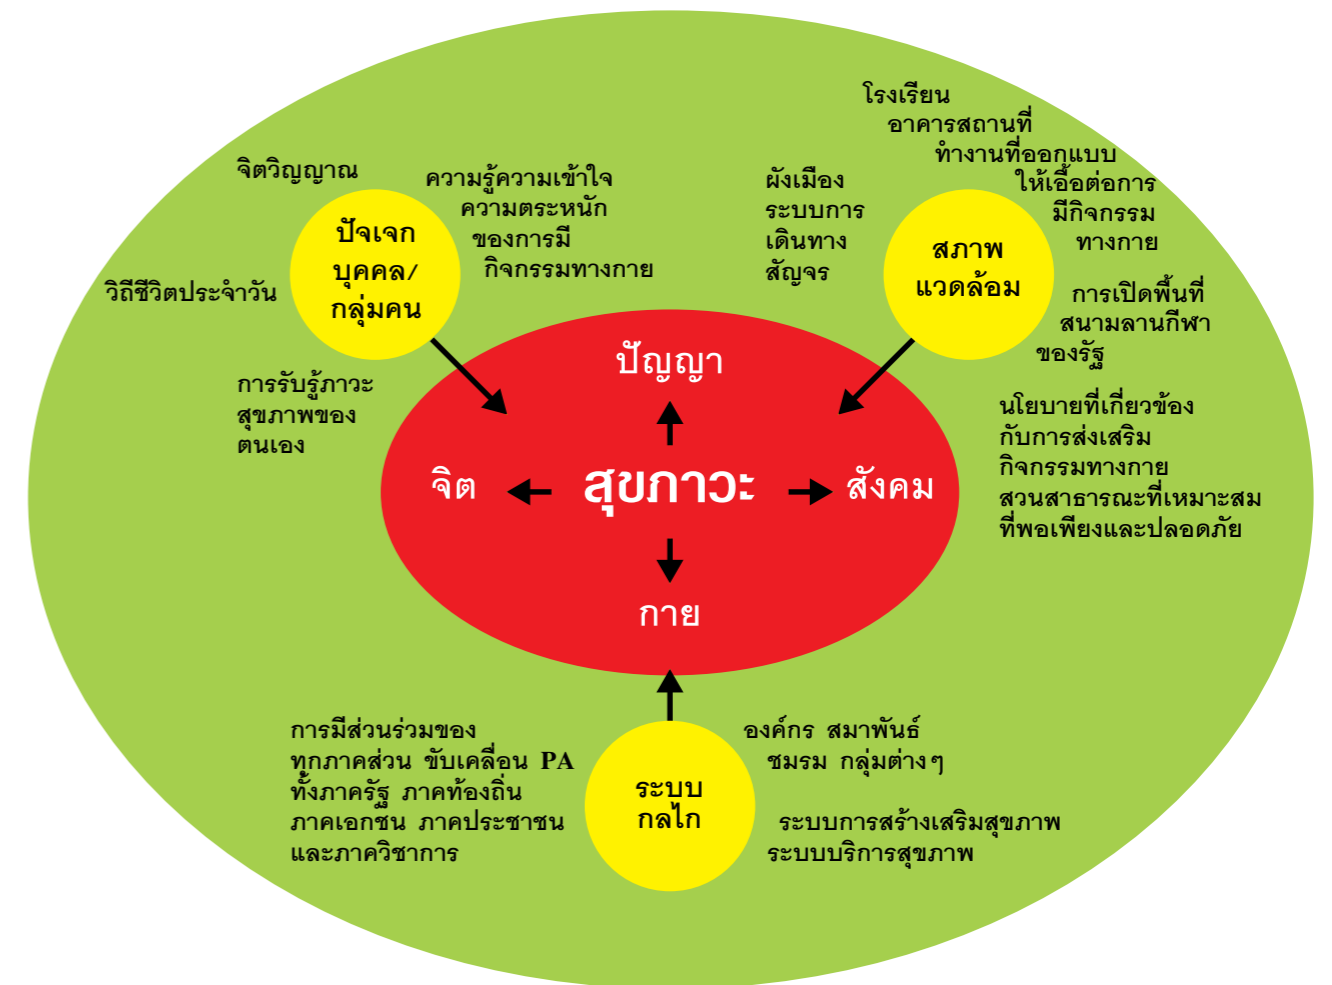 จิตวิญญาณ
ความรู้ความเข้าใจ
ความตระหนัก
ของการมี
กิจกรรมทางกาย
ปัจเจก
บุคคล/
กลุ่มคน
วิถีชีวิตประจำวัน
การรับรู้ภาวะ
สุขภาพของ
ตนเอง
โรงเรียน
อาคารสถานที่
ทำงานที่ออกแบบ
ให้เอื้อต่อการ
มีกิจกรรม
ทางกาย
ผังเมือง
ระบบการ
เดินทาง
สัญจร
สภาพ
แวดล้อม
การเปิดพื้นที่
สนามลานกีฬา
ของรัฐ
นโยบายที่เกี่ยวข้อง
กับการส่งเสริม
กิจกรรมทางกาย
สวนสาธารณะที่เหมาะสม
ที่พอเพียงและปลอดภัย
ปัญญา
จิต
สุขภาวะ
สังคม
กาย
การมีส่วนร่วมของ
ทุกภาคส่วน ขับเคลื่อน PA
ทั้งภาครัฐ ภาคท้องถิ่น
ภาคเอกชน ภาคประชาชน
และภาควิชาการ
ระบบ
กลไก
องค์กร สมาพันธ์
ชมรม กลุ่มต่างๆ
ระบบการสร้างเสริมสุขภาพ
ระบบบริการสุขภาพ